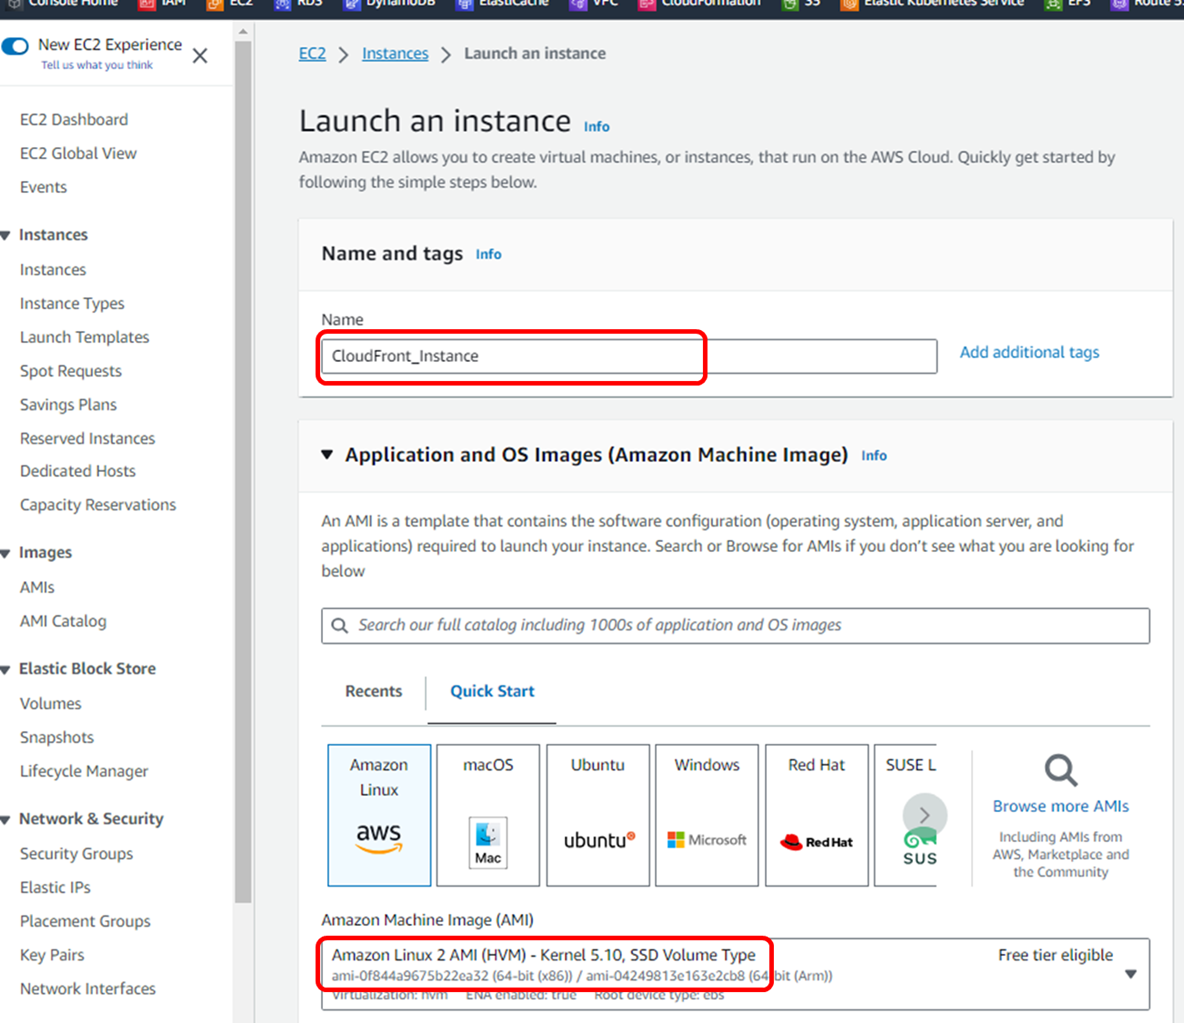 Console Home IAM EC2 RDS DynamoDB ElastiCache VPC CloudFormation S3 Elastic Kubernetes Service EFS Route 5
New EC2 Experience
Tell us what you think
EC2 Dashboard
EC2 Global View
Events
Instances
Instances
Instance Types
Launch Templates
Spot Requests
Savings Plans
Reserved Instances
Dedicated Hosts
Capacity Reservations
Images
AMIs
AMI Catalog
Elastic Block Store
Volumes
Snapshots
Lifecycle Manager
Network & Security
Security Groups
Elastic IPs
Placement Groups
Key Pairs
Network Interfaces
EC2 > Instances > Launch an instance
Launch an instance Info
Amazon EC2 allows you to create virtual machines, or instances, that run on the AWS Cloud. Quickly get started by
following the simple steps below.
Name and tags Info
Name
CloudFront_Instance
Add additional tags
Application and OS Images (Amazon Machine Image) Info
An AMI is a template that contains the software configuration (operating system, application server, and
applications) required to launch your instance. Search or Browse for AMIs if you don't see what you are looking for
below
Search our full catalog including 1000s of application and OS images
Recents
Quick Start
Amazon
Linux
aws
macOS
Mac
Ubuntu
ubuntu
Windows
Microsoft
Red Hat
Red Hat
SUSE L
SUS
Browse more AMIs
Including AMIs from
AWS, Marketplace and
the Community
Amazon Machine Image (AMI)
Amazon Linux 2 AMI (HVM) - Kernel 5.10, SSD Volume Type
Free tier eligible
ami-0f844a9675b22ea32 (64-bit (x86)) / ami-04249813e163e2cb8 (64-bit (Arm))
Virtualization: hvm ENA enabled: true Root device type: ebs